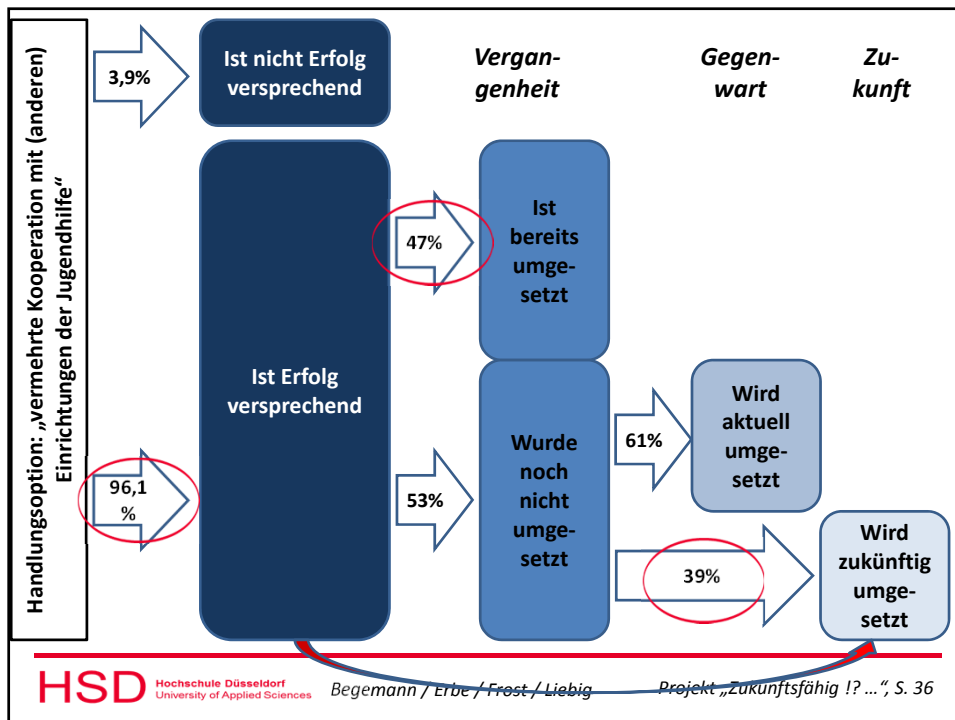 Handlungsoption: „vermehrte Kooperation mit (anderen)
Einrichtungen der Jugendhilfe“
3,9%
Ist nicht Erfolg
versprechend
Vergan-
genheit
Gegen-
wart
Zu-
kunft
96,1
%
Ist Erfolg
versprechend
47%
Ist
bereits
umge-
setzt
53%
Wurde
noch
nicht
umge-
setzt
61%
Wird
aktuell
umge-
setzt
39%
Wird
zukünftig
umge-
setzt
HSD
Hochschule Düsseldorf
University of Applied Sciences
Begemann / Erbe / Frost / Liebig
Projekt „Zukunftsfähig !? ...“, S. 36